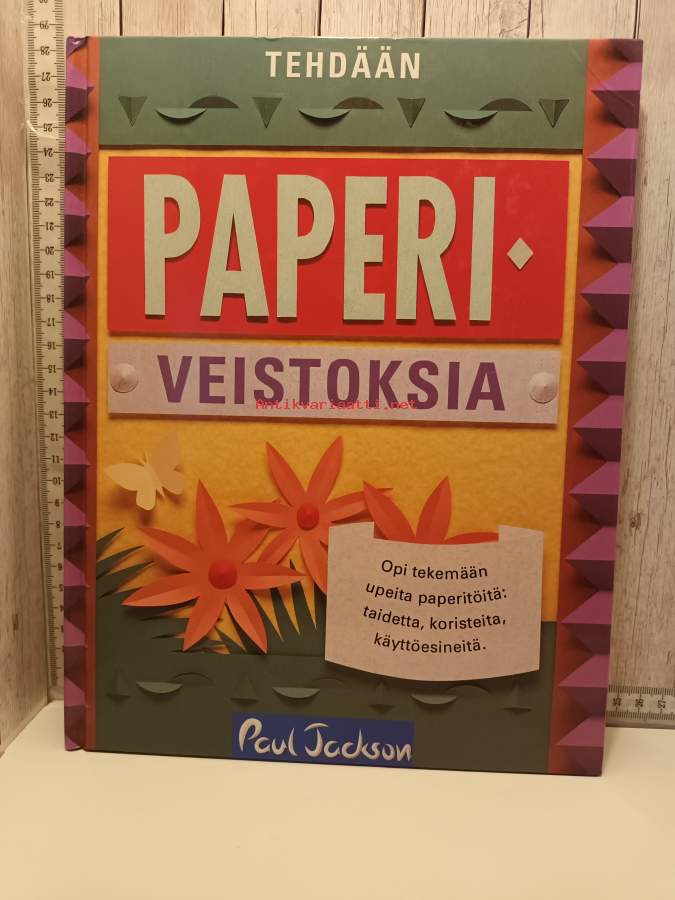 TEHDÄÄN
PAPERI-
VEISTOKSIA
Antikvariaatti.net
Opi tekemään
upeita paperitöitä:
taidetta, koristeita,
käyttöesineitä.
Paul Jackson